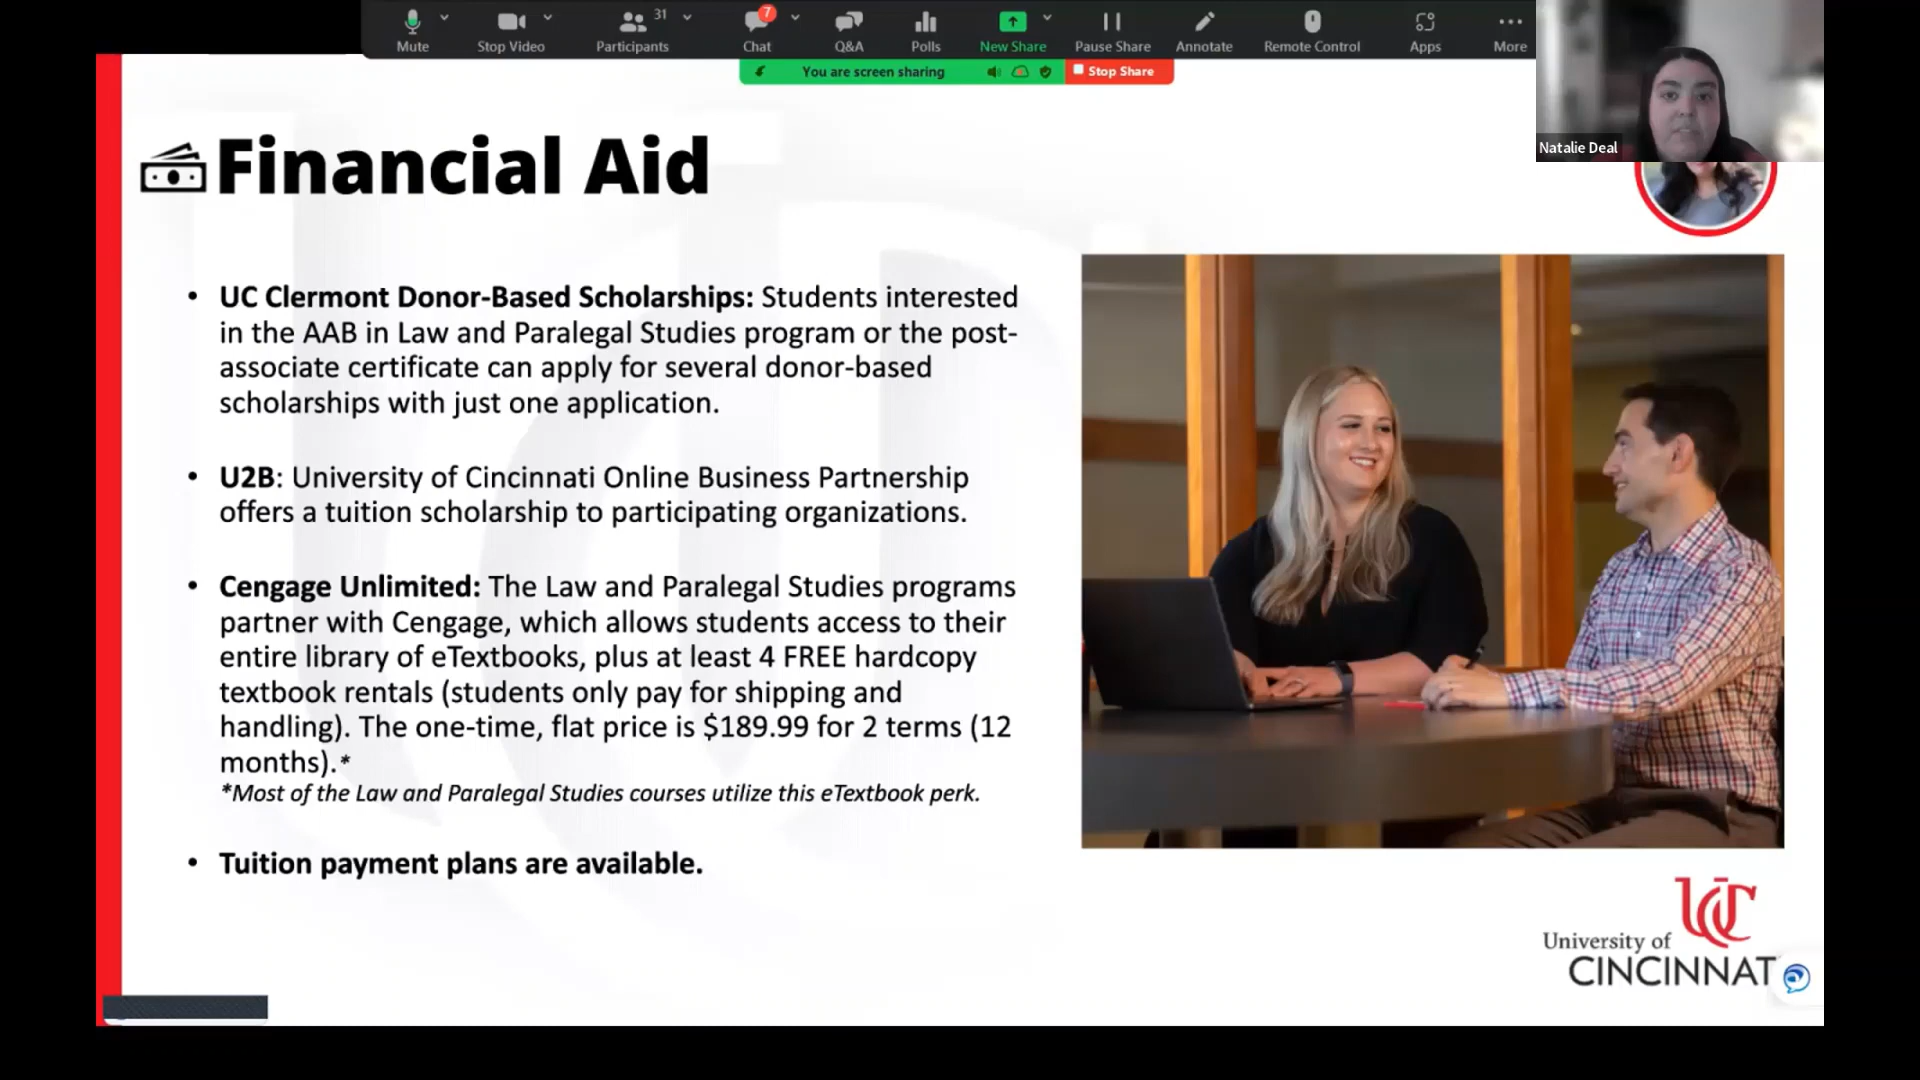 Mute
Stop Video
Participants
31
Chat
7
Q&A
Polls
New Share
Pause Share
Annotate
Remote Control
Apps
More
You are screen sharing
Stop Share
Natalie Deal
Financial Aid
• UC Clermont Donor-Based Scholarships: Students interested
in the AAB in Law and Paralegal Studies program or the post-
associate certificate can apply for several donor-based
scholarships with just one application.
• U2B: University of Cincinnati Online Business Partnership
offers a tuition scholarship to participating organizations.
• Cengage Unlimited: The Law and Paralegal Studies programs
partner with Cengage, which allows students access to their
entire library of eTextbooks, plus at least 4 FREE hardcopy
textbook rentals (students only pay for shipping and
handling). The one-time, flat price is $189.99 for 2 terms (12
months).*
*Most of the Law and Paralegal Studies courses utilize this eTextbook perk.
• Tuition payment plans are available.
UC
University of
CINCINNAT